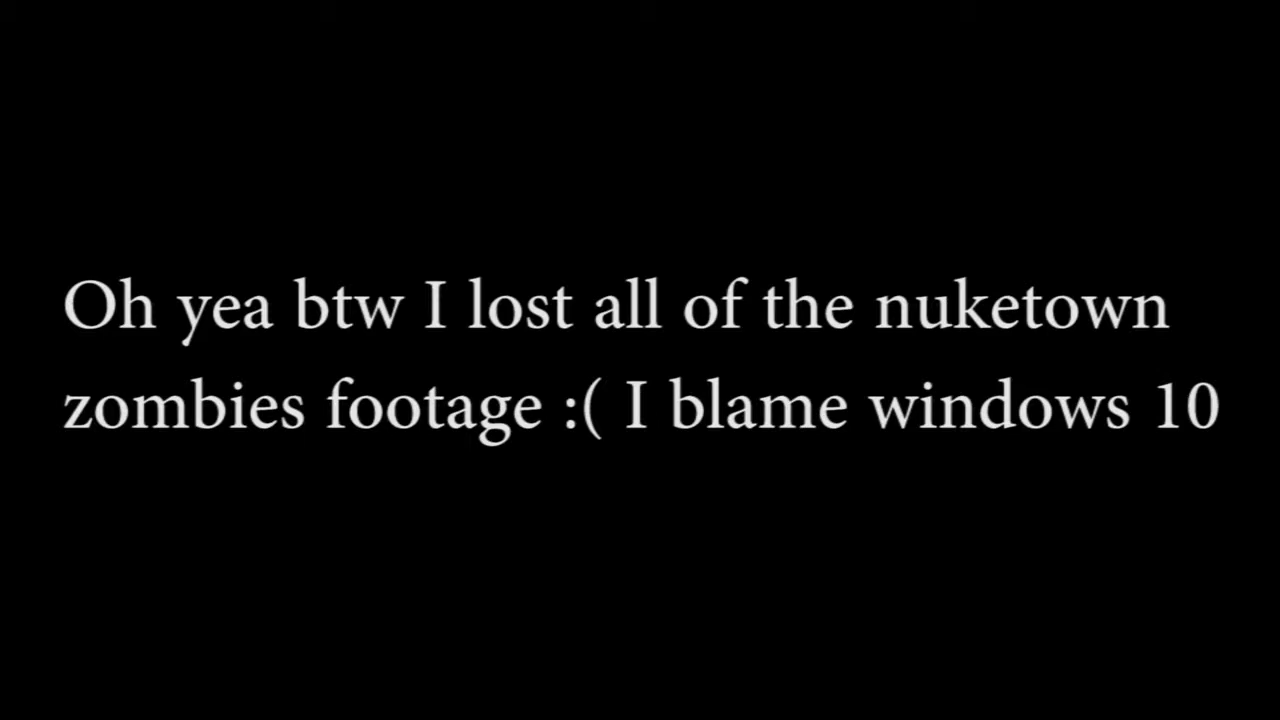 Oh yea btw I lost all of the nuketown
zombies footage :( I blame windows 10